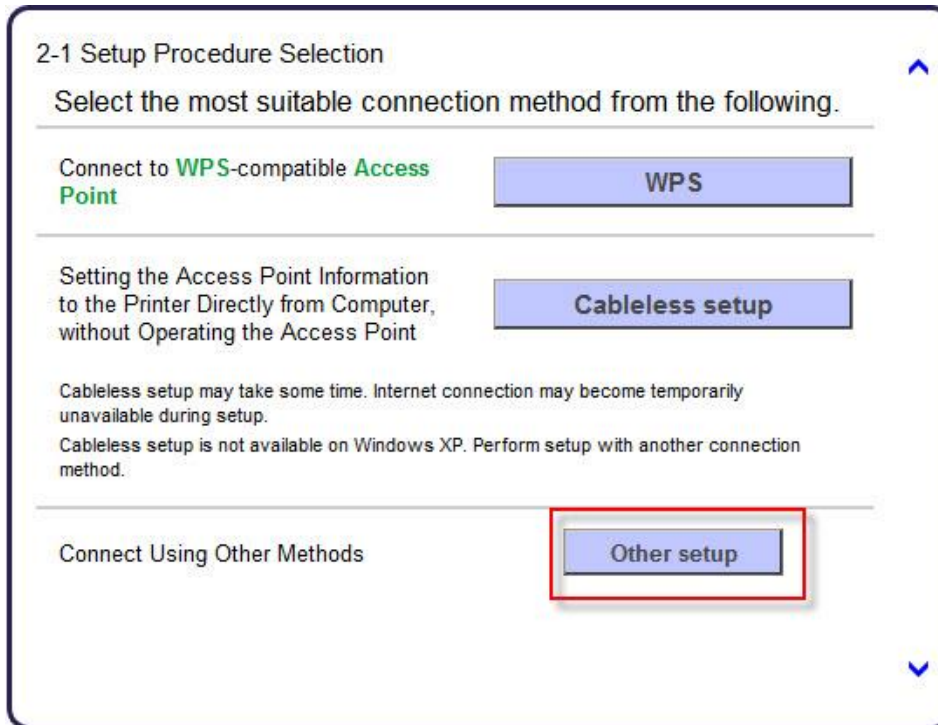 2-1 Setup Procedure Selection
Select the most suitable connection method from the following.
Connect to WPS-compatible Access
Point
WPS
Setting the Access Point Information
to the Printer Directly from Computer,
without Operating the Access Point
Cableless setup
Cableless setup may take some time. Internet connection may become temporarily
unavailable during setup.
Cableless setup is not available on Windows XP. Perform setup with another connection
method.
Connect Using Other Methods
Other setup